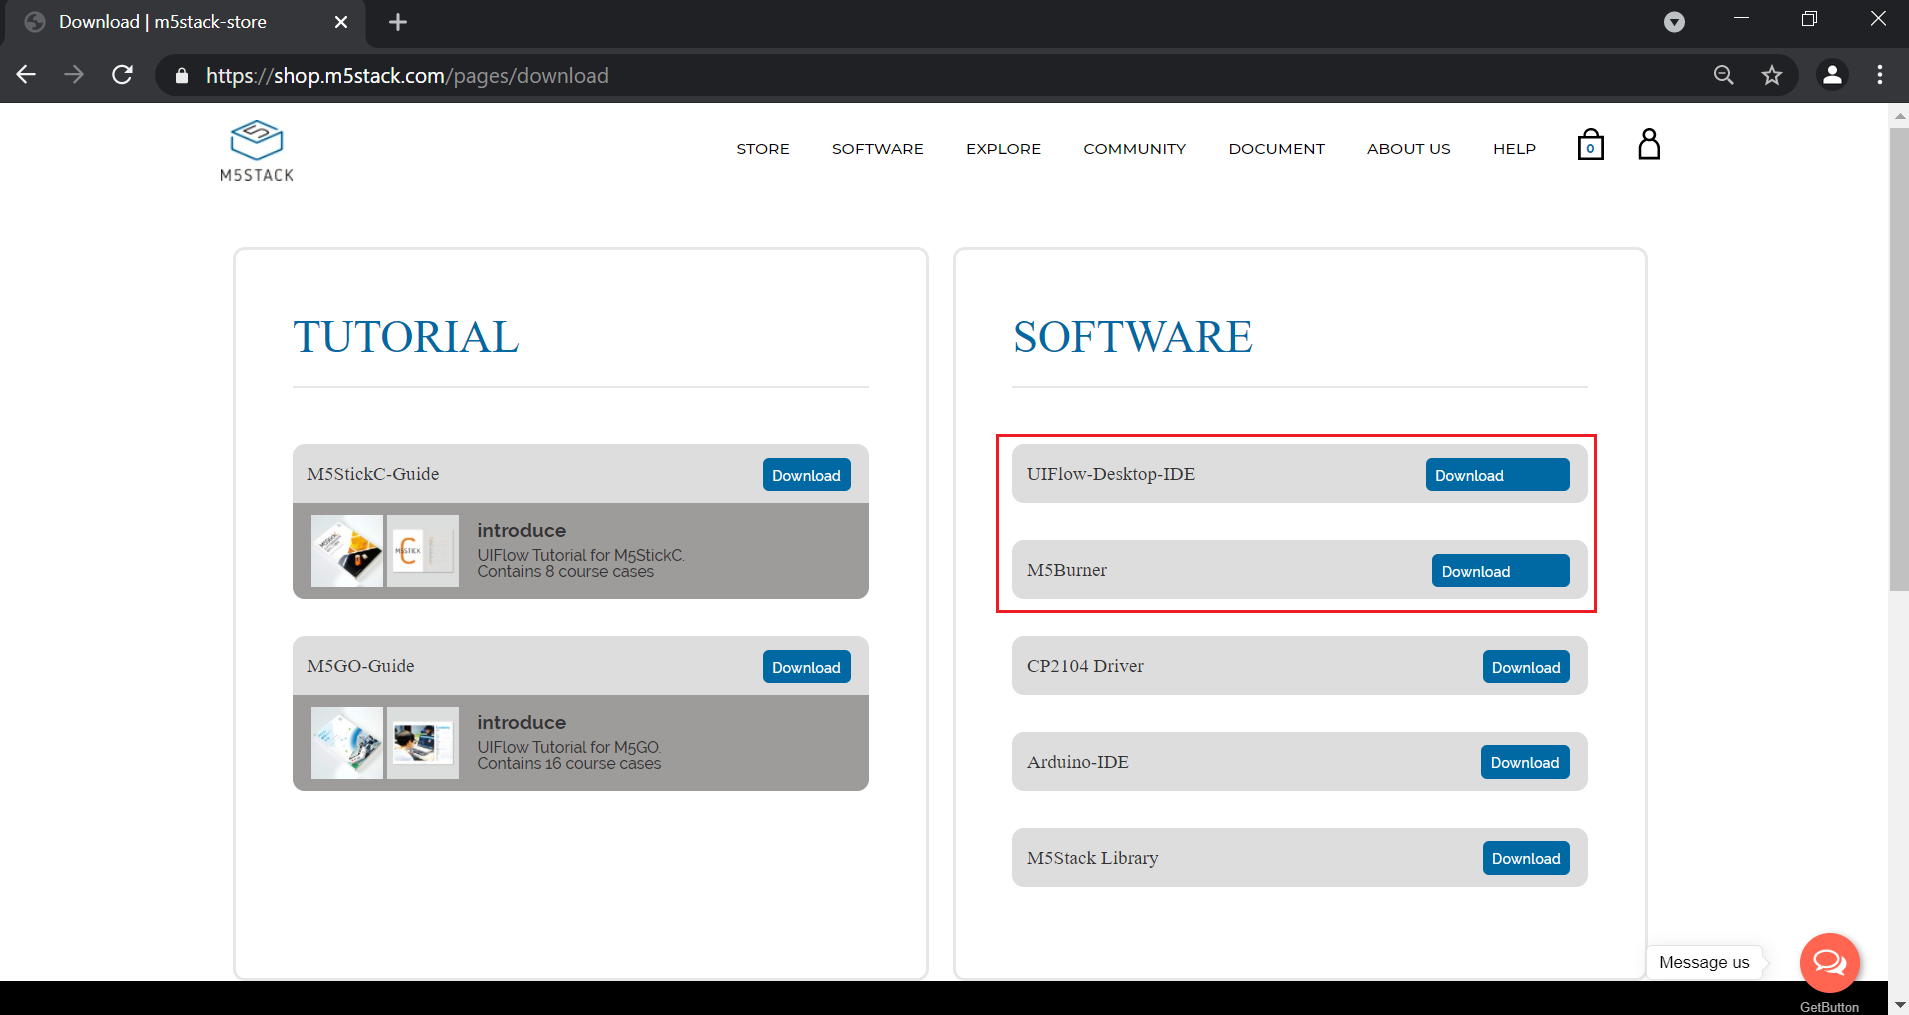 Download | m5stack-store
https://shop.m5stack.com/pages/download
M5STACK
STORE SOFTWARE EXPLORE COMMUNITY DOCUMENT ABOUT US HELP 0
TUTORIAL
M5StickC-Guide Download
M5STACK
M5STICK C
introduce
UIFlow Tutorial for M5StickC.
Contains 8 course cases
M5GO-Guide Download
introduce
UIFlow Tutorial for M5GO.
Contains 16 course cases
SOFTWARE
UIFlow-Desktop-IDE Download
M5Burner Download
CP2104 Driver Download
Arduino-IDE Download
M5Stack Library Download
Message us
GetButton